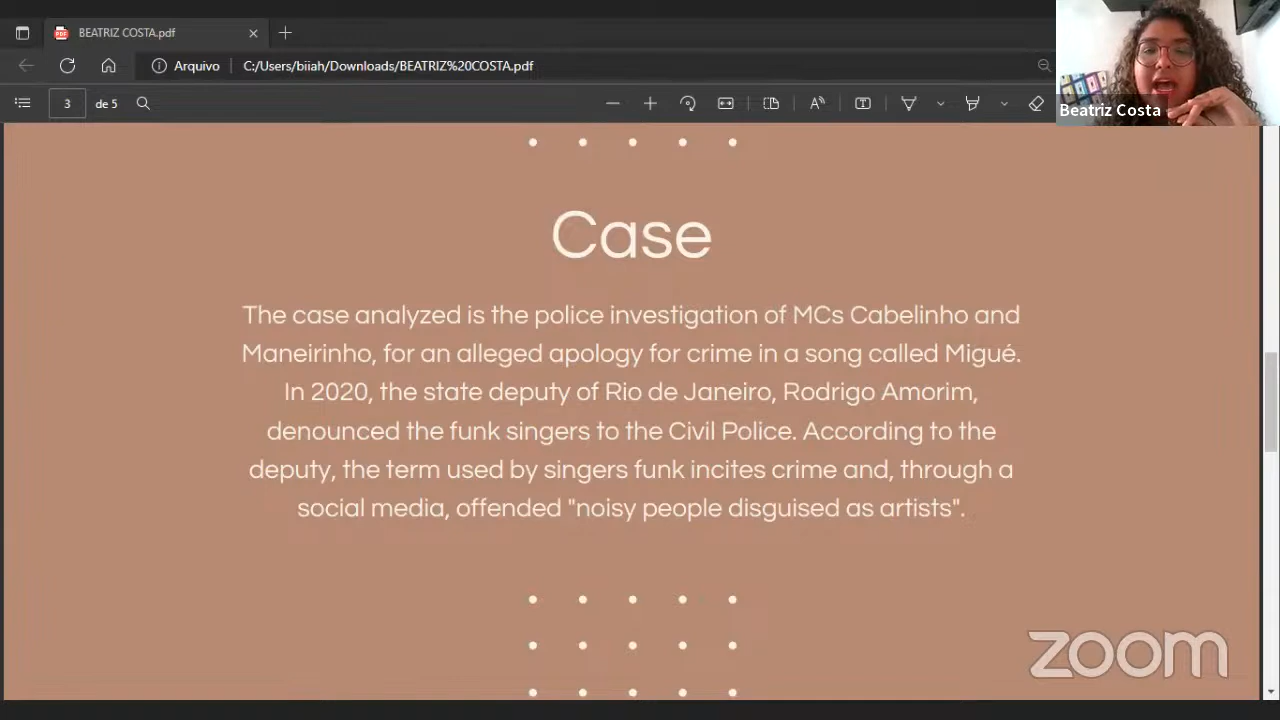 BEATRIZ COSTA.pdf
Arquivo C:/Users/biiah/Downloads/BEATRIZ%20COSTA.pdf
3 de 5
Beatriz Costa
Case
The case analyzed is the police investigation of MCs Cabelinho and
Maneirinho, for an alleged apology for crime in a song called Migué.
In 2020, the state deputy of Rio de Janeiro, Rodrigo Amorim,
denounced the funk singers to the Civil Police. According to the
deputy, the term used by singers funk incites crime and, through a
social media, offended "noisy people disguised as artists".
zoom